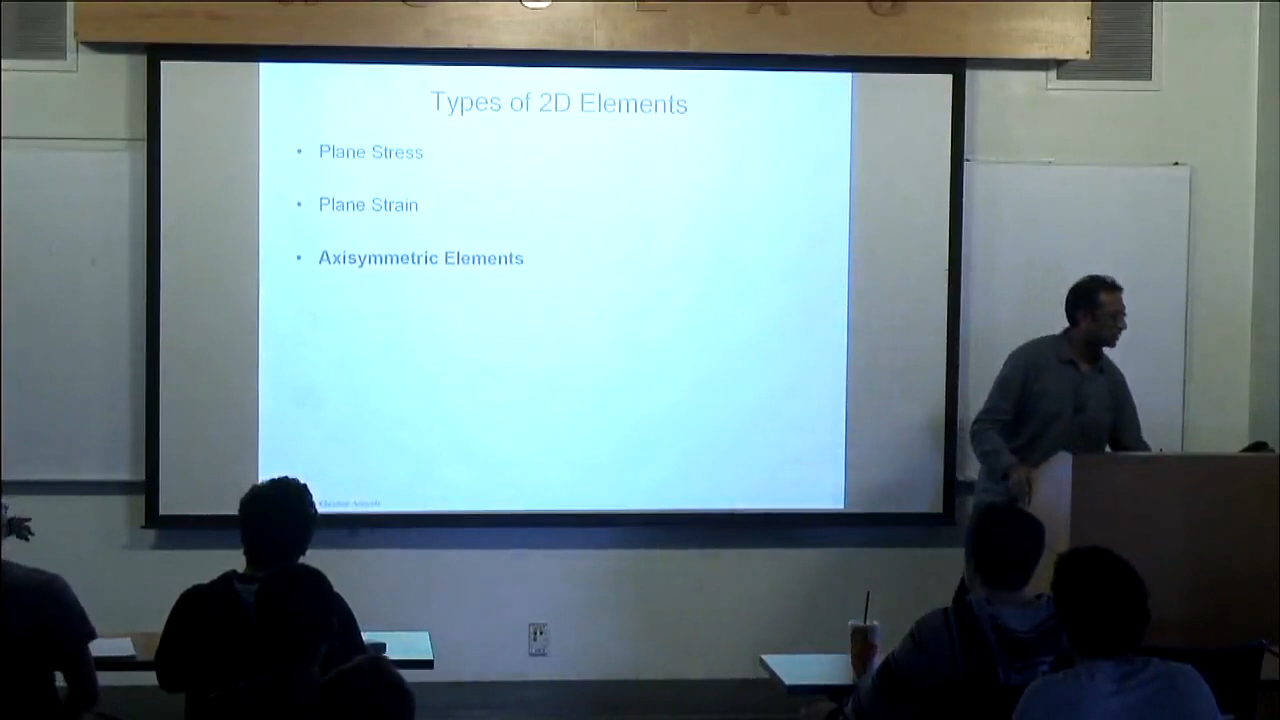 Types of 2D Elements
• Plane Stress
• Plane Strain
• Axisymmetric Elements